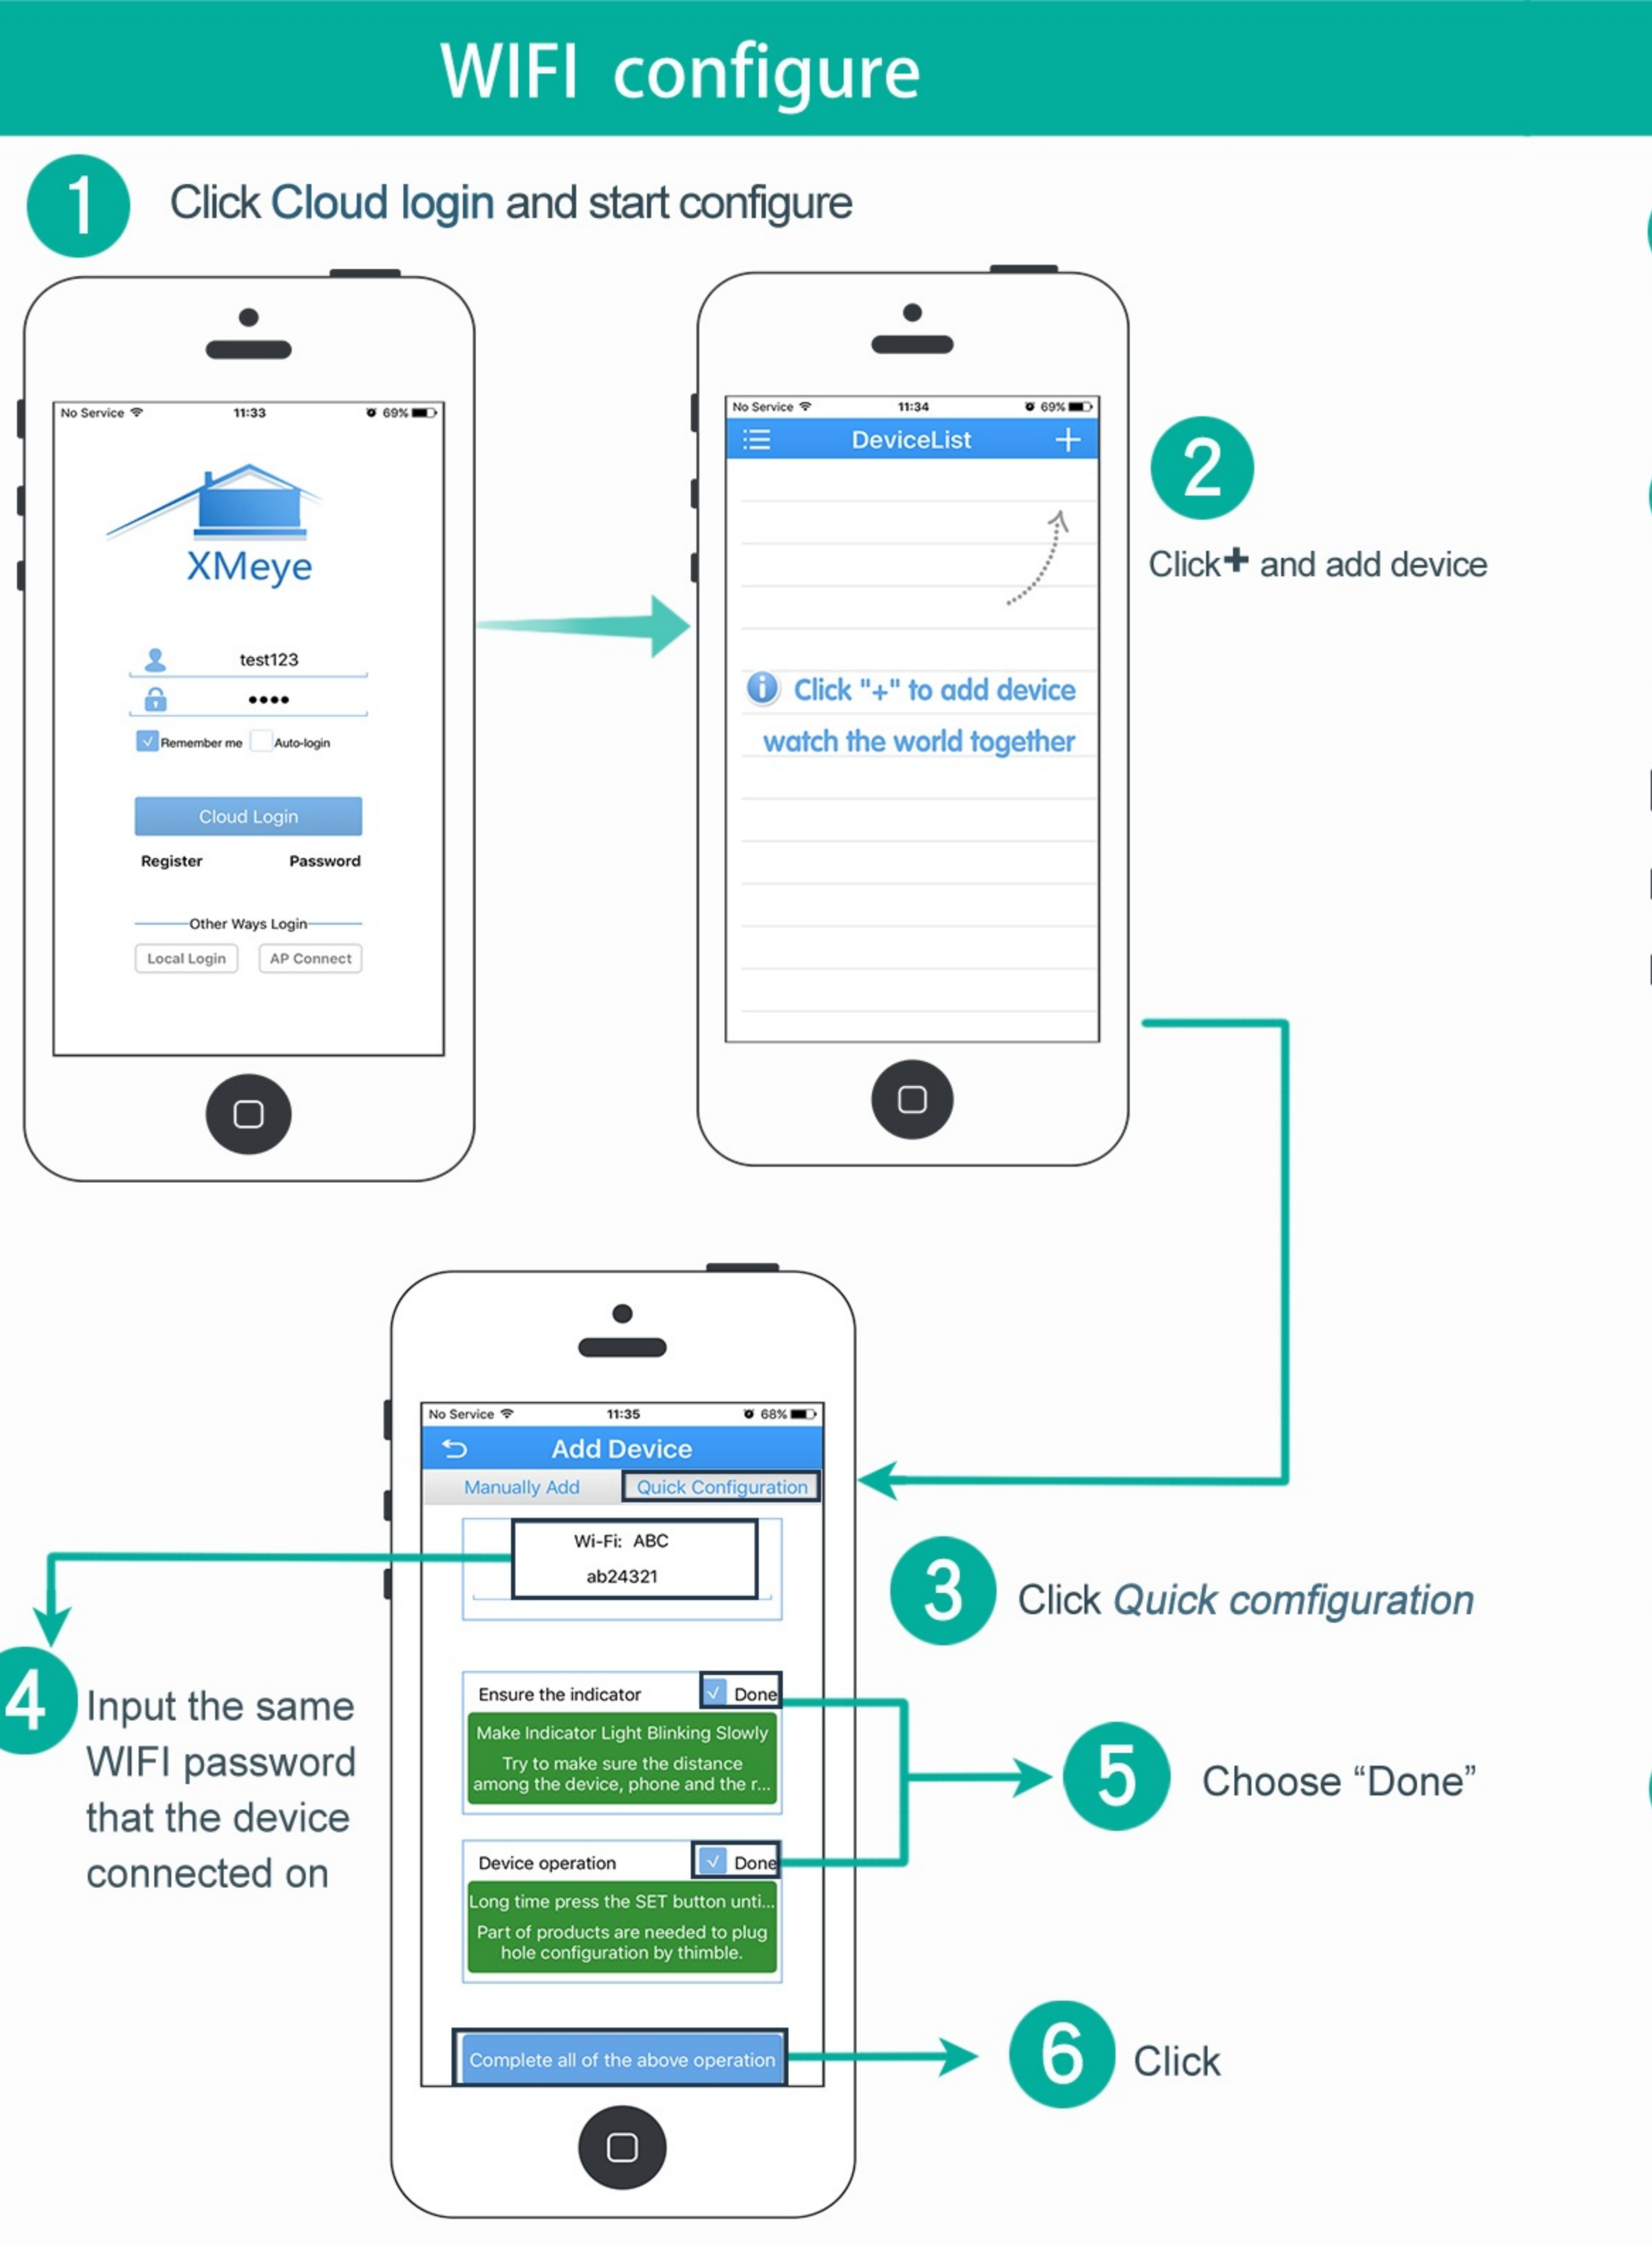 WIFI configure
1 Click Cloud login and start configure
No Service 11:33 69%
XMeye
test123
••••
Remember me Auto-login
Cloud Login
Register Password
Other Ways Login
Local Login AP Connect
No Service 11:34 69%
DeviceList +
Click "+" to add device
watch the world together
2
Click+ and add device
No Service 11:35 68%
Add Device
Manually Add Quick Configuration
Wi-Fi: ABC
ab24321
3 Click Quick comfiguration
4 Input the same
WIFI password
that the device
connected on
Ensure the indicator Done
Make Indicator Light Blinking Slowly
Try to make sure the distance
among the device, phone and the r...
5 Choose “Done”
Device operation Done
Long time press the SET button unti...
Part of products are needed to plug
hole configuration by thimble.
Complete all of the above operation
6 Click